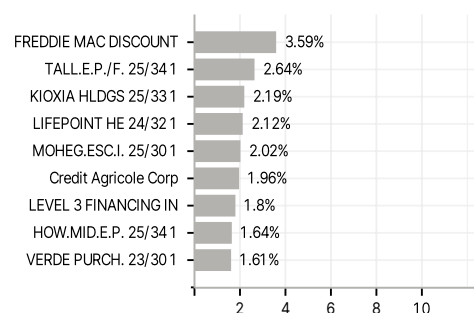 FREDDIE MAC DISCOUNT 3.59%
TALL.E.P./F. 25/34 1 2.64%
KIOXIA HLDGS 25/33 1 2.19%
LIFEPOINT HE 24/32 1 2.12%
MOHEG.ESC.I. 25/30 1 2.02%
Credit Agricole Corp 1.96%
LEVEL 3 FINANCING IN 1.8%
HOW.MID.E.P. 25/34 1 1.64%
VERDE PURCH. 23/30 1 1.61%
2 4 6 8 10